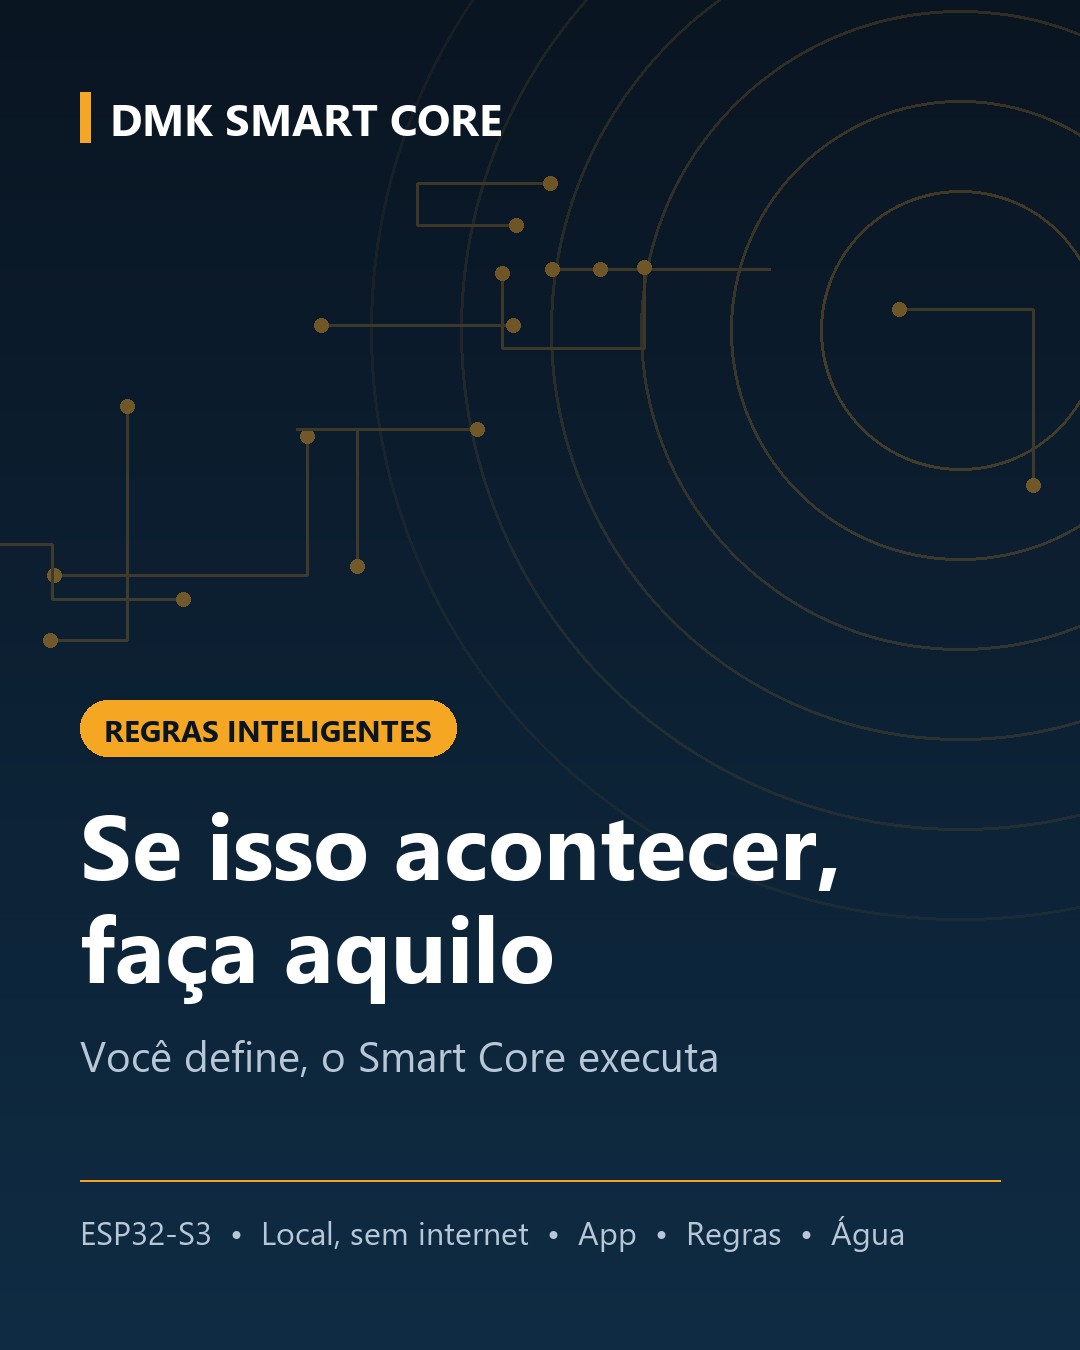 DMK SMART CORE
REGRAS INTELIGENTES
Se isso acontecer,
faça aquilo
Você define, o Smart Core executa
ESP32-S3 • Local, sem internet • App • Regras • Água